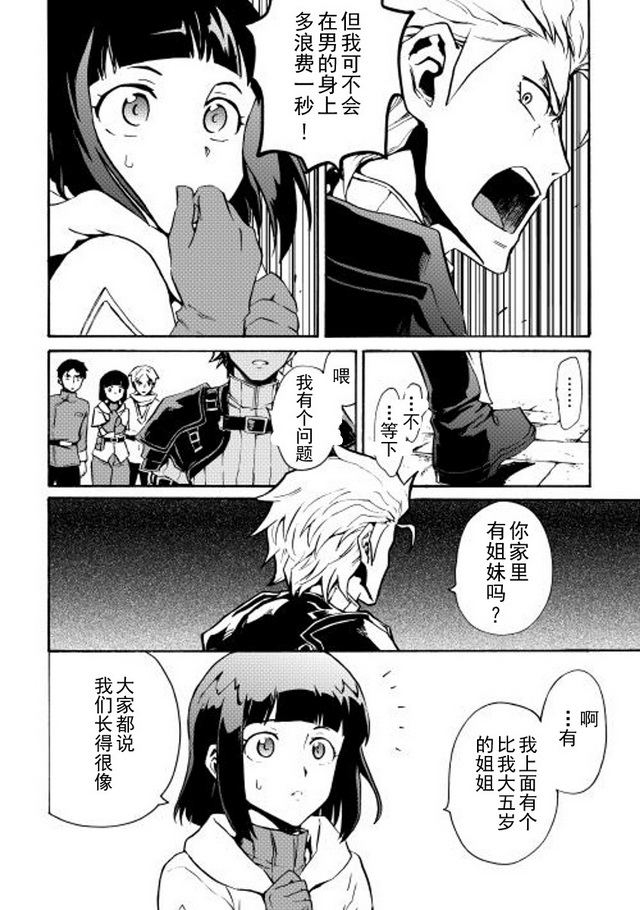 但我可不会
在男的身上
多浪费一秒！
……
…不
…等下
喂
我有个问题
你家里
有姐妹吗？
啊
…有
我上面有个
比我大五岁
的姐姐
大家都说
我们长得很像